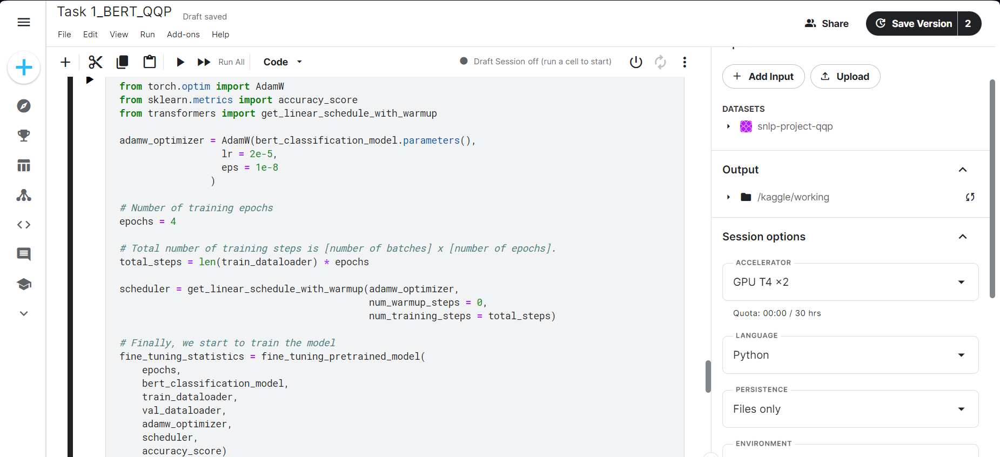 Task 1_BERT_QQP
Draft saved
File Edit View Run Add-ons Help
Share
Save Version 2
Run All
Code
Draft Session off (run a cell to start)
from torch.optim import AdamW
from sklearn.metrics import accuracy_score
from transformers import get_linear_schedule_with_warmup
adamw_optimizer = AdamW(bert_classification_model.parameters(),
lr = 2e-5,
eps = 1e-8
)
# Number of training epochs
epochs = 4
# Total number of training steps is [number of batches] x [number of epochs].
total_steps = len(train_dataloader) * epochs
scheduler = get_linear_schedule_with_warmup(adamw_optimizer,
num_warmup_steps = 0,
num_training_steps = total_steps)
# Finally, we start to train the model
fine_tuning_statistics = fine_tuning_pretrained_model(
epochs,
bert_classification_model,
train_dataloader,
val_dataloader,
adamw_optimizer,
scheduler,
accuracy_score)
Add Input
Upload
DATASETS
snlp-project-qqp
Output
/kaggle/working
Session options
ACCELERATOR
GPU T4 ×2
Quota: 00:00 / 30 hrs
LANGUAGE
Python
PERSISTENCE
Files only
ENVIRONMENT